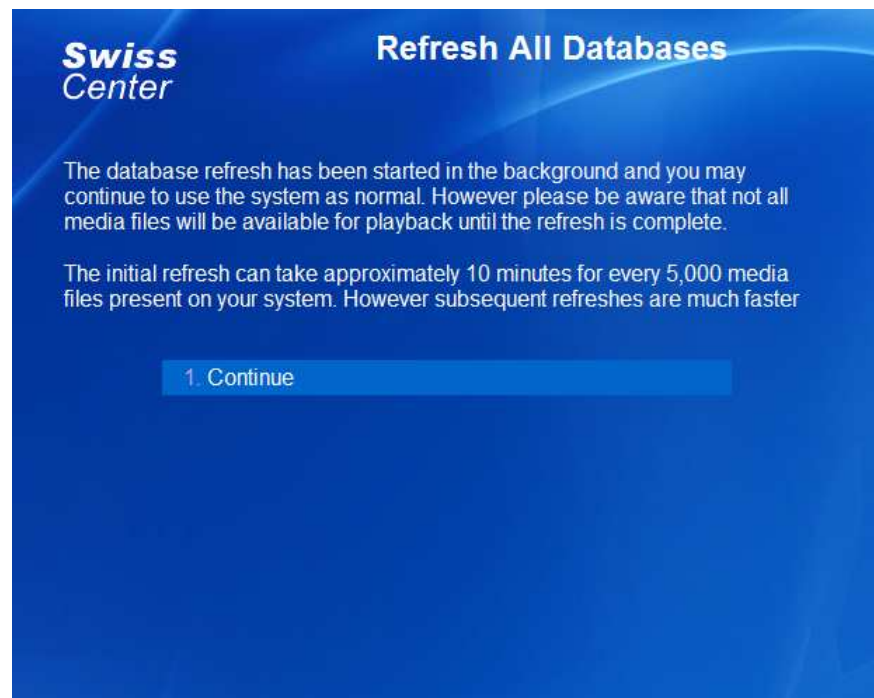 Swiss
Center
Refresh All Databases
The database refresh has been started in the background and you may
continue to use the system as normal. However please be aware that not all
media files will be available for playback until the refresh is complete.
The initial refresh can take approximately 10 minutes for every 5,000 media
files present on your system. However subsequent refreshes are much faster
1. Continue